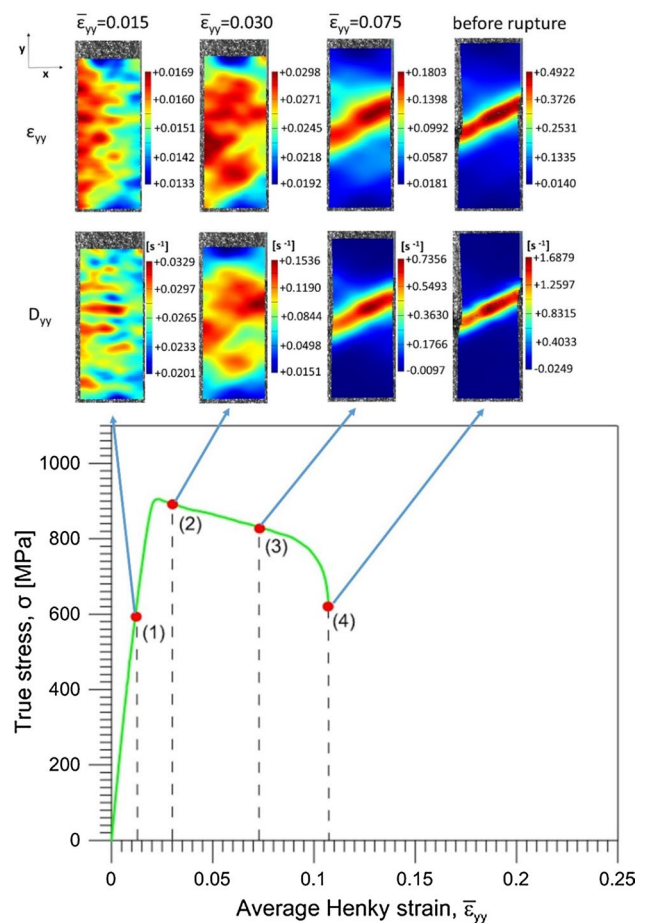 ε̅yy=0.015 ε̅yy=0.030 ε̅yy=0.075 before rupture
y
x
εyy
+0.0169 +0.0298 +0.1803 +0.4922
+0.0160 +0.0271 +0.1398 +0.3726
+0.0151 +0.0245 +0.0992 +0.2531
+0.0142 +0.0218 +0.0587 +0.1335
+0.0133 +0.0192 +0.0181 +0.0140
[s -1] [s -1] [s -1] [s -1]
Dyy
+0.0329 +0.1536 +0.7356 +1.6879
+0.0297 +0.1190 +0.5493 +1.2597
+0.0265 +0.0844 +0.3630 +0.8315
+0.0233 +0.0498 +0.1766 +0.4033
+0.0201 +0.0151 -0.0097 -0.0249
True stress, σ [MPa]
1000
800
600
400
200
0
(1)
(2)
(3)
(4)
0 0.05 0.1 0.15 0.2 0.25
Average Henky strain, ε̅yy